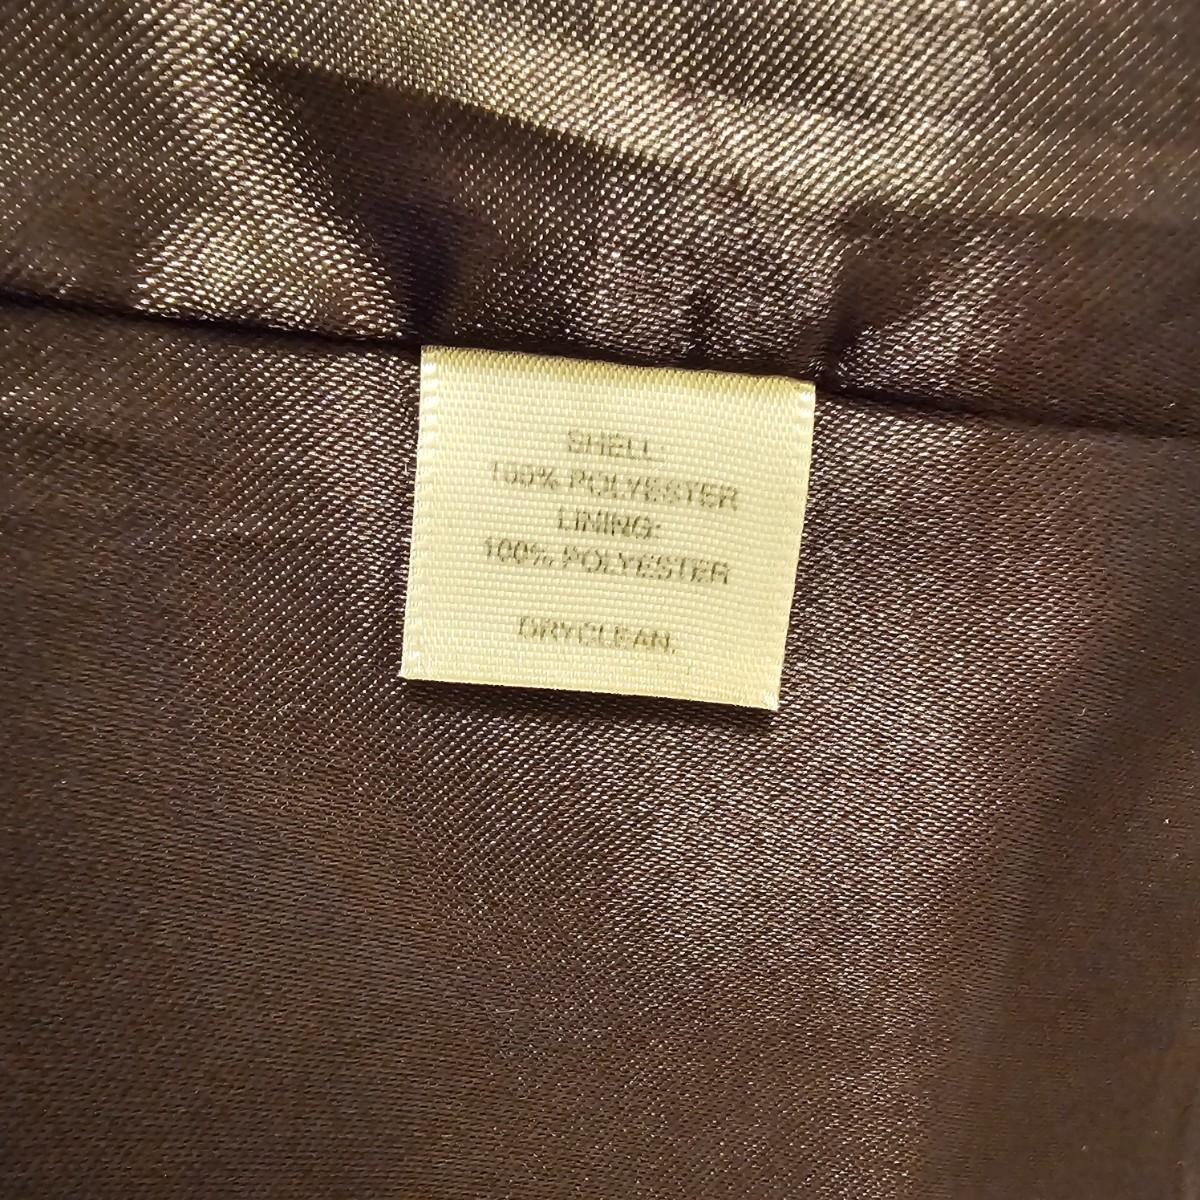 SHELL:
100% POLYESTER
LINING:
100% POLYESTER
DRYCLEAN.